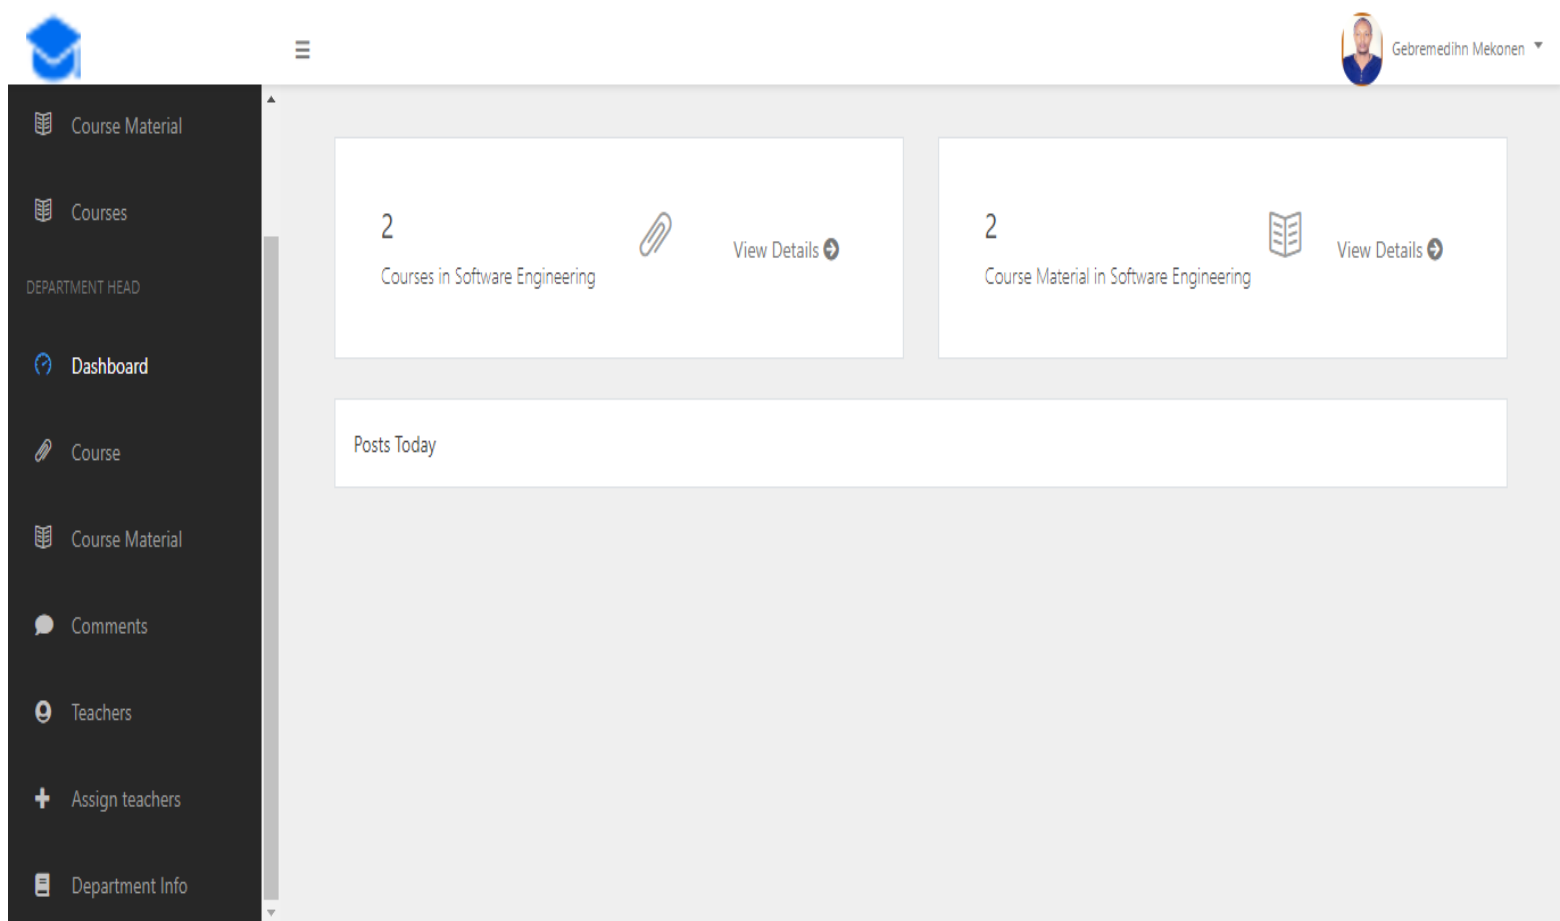 Gebremedihn Mekonen
Course Material
Courses
DEPARTMENT HEAD
Dashboard
Course
Course Material
Comments
Teachers
Assign teachers
Department Info
2
Courses in Software Engineering
View Details
2
Course Material in Software Engineering
View Details
Posts Today